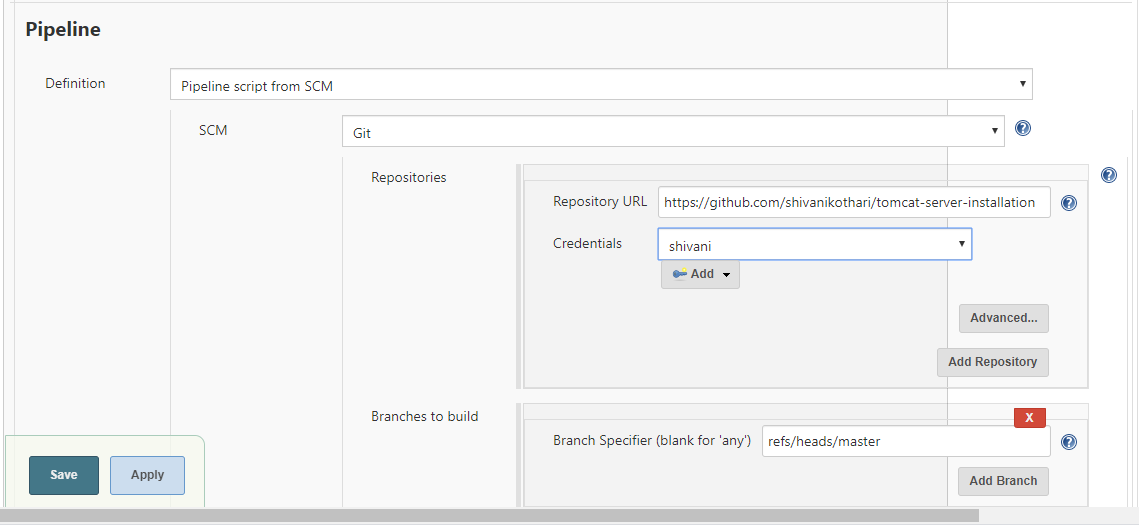 Pipeline
Definition
Pipeline script from SCM
SCM
Git
Repositories
Repository URL
https://github.com/shivanikothari/tomcat-server-installation
Credentials
shivani
Add
Advanced...
Add Repository
Branches to build
X
Branch Specifier (blank for 'any')
refs/heads/master
Add Branch
Save
Apply